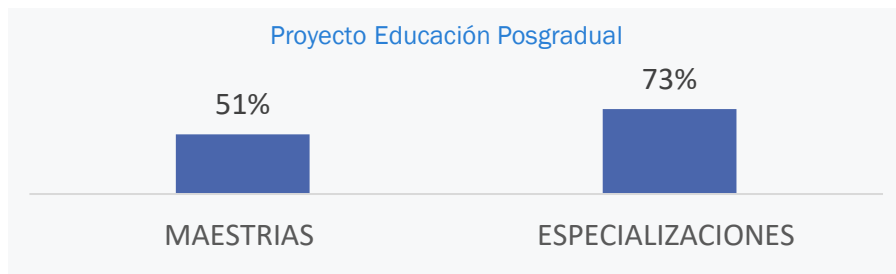 Proyecto Educación Posgradual
51%
73%
MAESTRIAS
ESPECIALIZACIONES